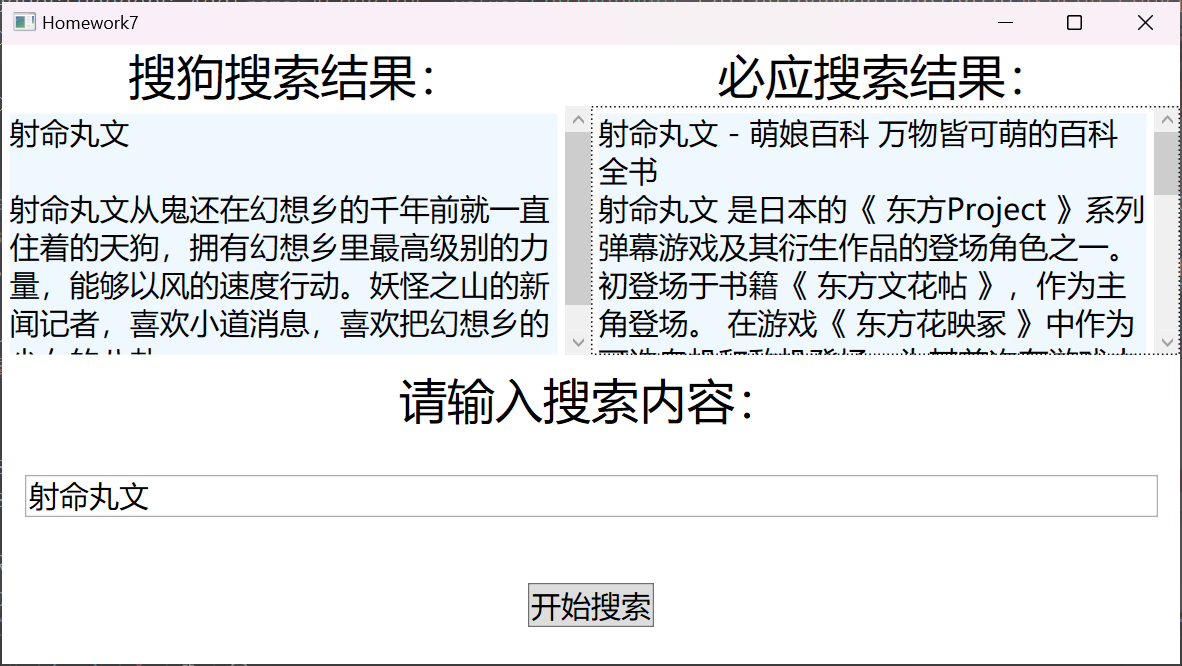 Homework7
搜狗搜索结果：
必应搜索结果：
射命丸文
射命丸文从鬼还在幻想乡的千年前就一直
住着的天狗，拥有幻想乡里最高级别的力
量，能够以风的速度行动。妖怪之山的新
闻记者，喜欢小道消息，喜欢把幻想乡的
射命丸文 - 萌娘百科 万物皆可萌的百科
全书
射命丸文 是日本的《 东方Project 》系列
弹幕游戏及其衍生作品的登场角色之一。
初登场于书籍《 东方文花帖 》，作为主
角登场。 在游戏《 东方花映冢 》中作为
请输入搜索内容：
射命丸文
开始搜索